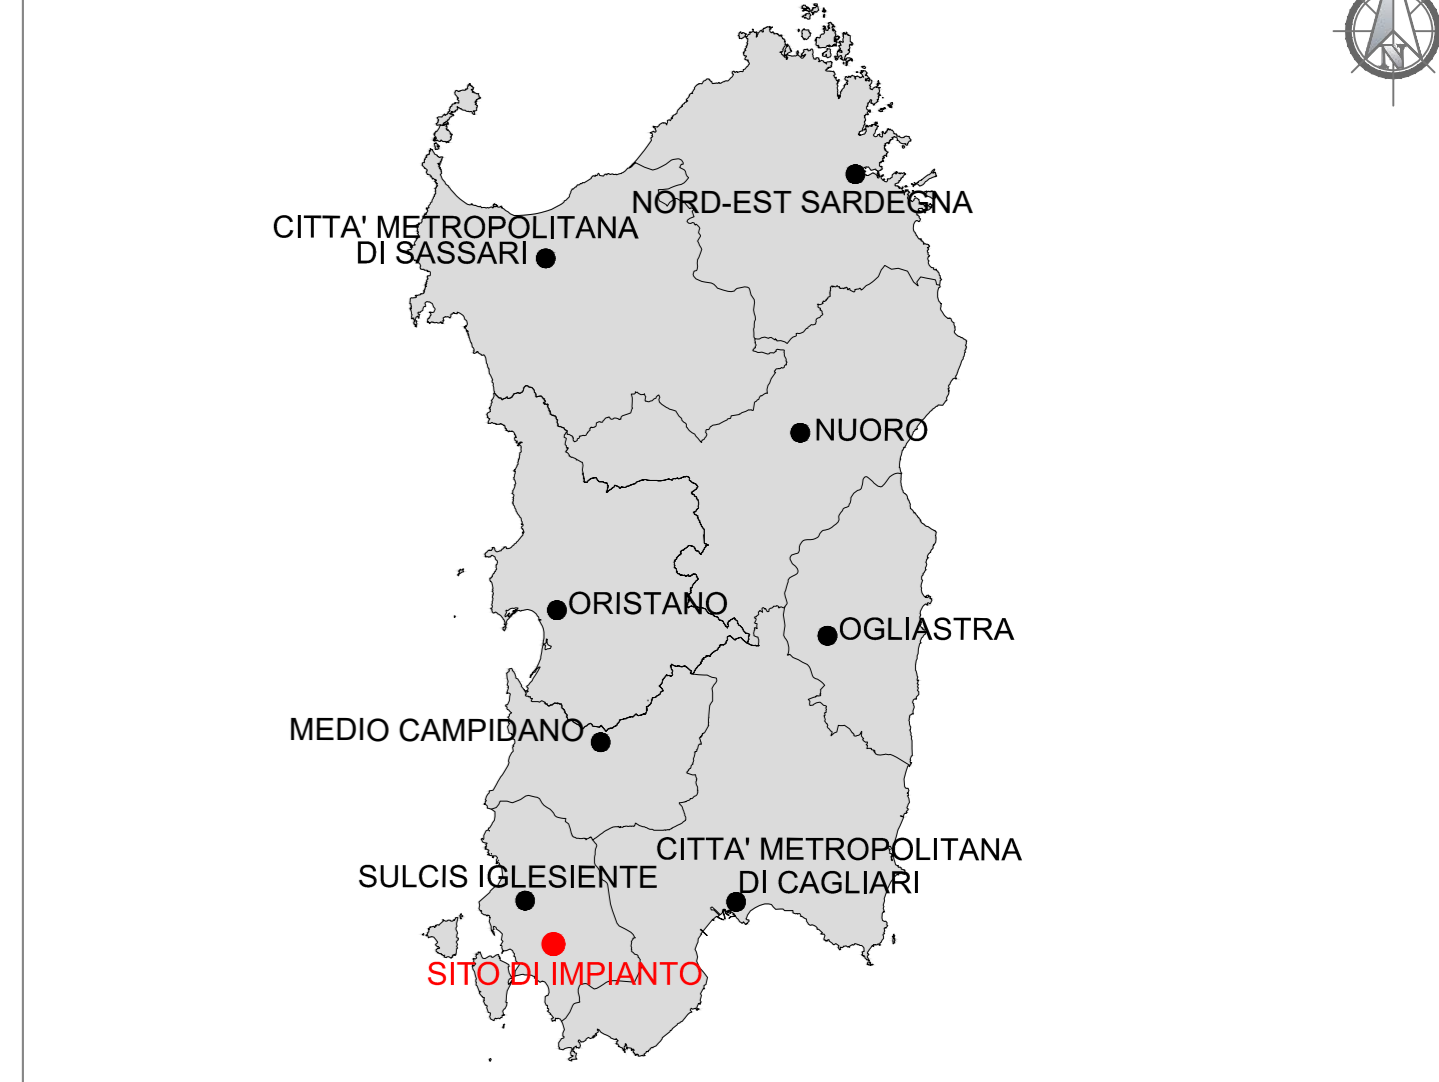 N
NORD-EST SARDEGNA
CITTA' METROPOLITANA
DI SASSARI
NUORO
ORISTANO
OGLIASTRA
MEDIO CAMPIDANO
CITTA' METROPOLITANA
DI CAGLIARI
SULCIS IGLESIENTE
SITO DI IMPIANTO